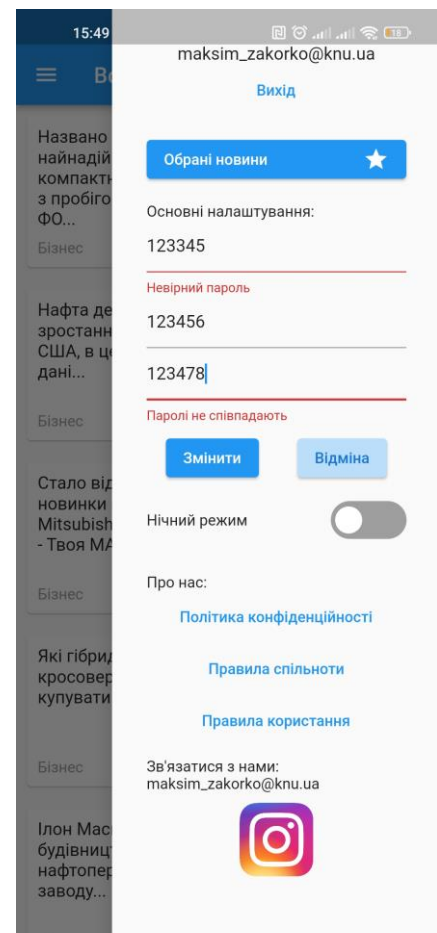 15:49
18
maksim_zakorko@knu.ua
Вихід
Обрані новини
Основні налаштування:
123345
Невірний пароль
123456
123478
Паролі не співпадають
Змінити
Відміна
Нічний режим
Про нас:
Політика конфіденційності
Правила спільноти
Правила користання
Зв'язатися з нами:
maksim_zakorko@knu.ua
Названо
найнадій
компактн
з пробіго
ФО...
Бізнес
Нафта де
зростанн
США, в це
дані...
Бізнес
Стало від
новинки
Mitsubish
- Твоя МА
Бізнес
Які гібрид
кросовер
купувати
Бізнес
Ілон Мас
будівниц
нафтопер
заводу...